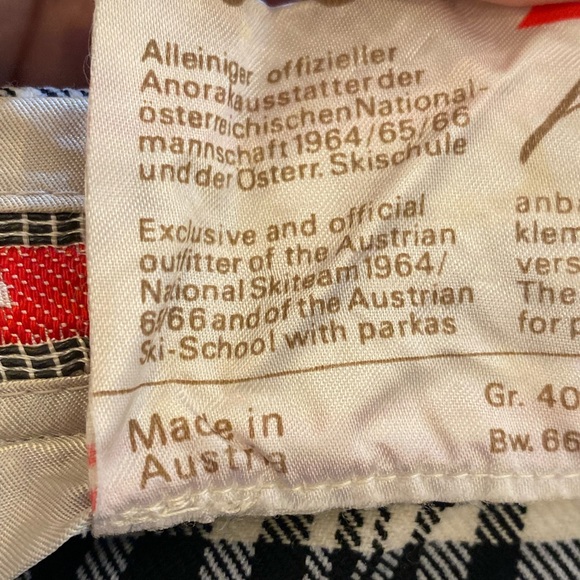 Alleiniger offizieller
Anorakausstatter der
österreichischen National-
mannschaft 1964/65/66
und der Österr. Skischule
Exclusive and official
outfitter of the Austrian
National Skiteam 1964/
65/66 and of the Austrian
Ski-School with parkas
anb
klem
vers
The
for p
Made in
Austria
Gr. 40
Bw. 66